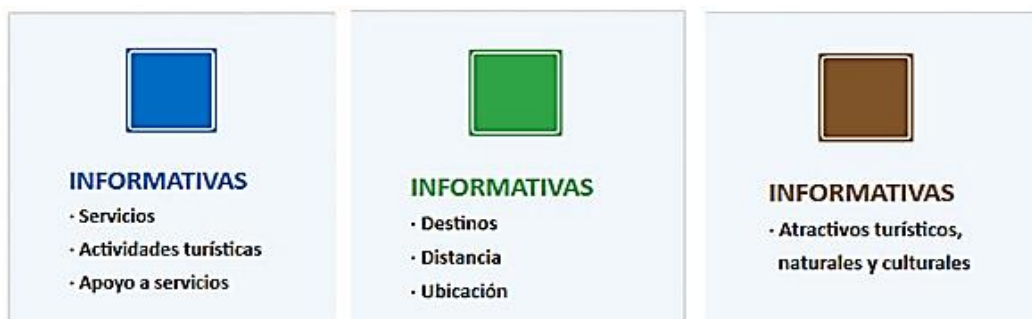 INFORMATIVAS
· Servicios
· Actividades turísticas
· Apoyo a servicios
INFORMATIVAS
· Destinos
· Distancia
· Ubicación
INFORMATIVAS
· Atractivos turísticos,
naturales y culturales